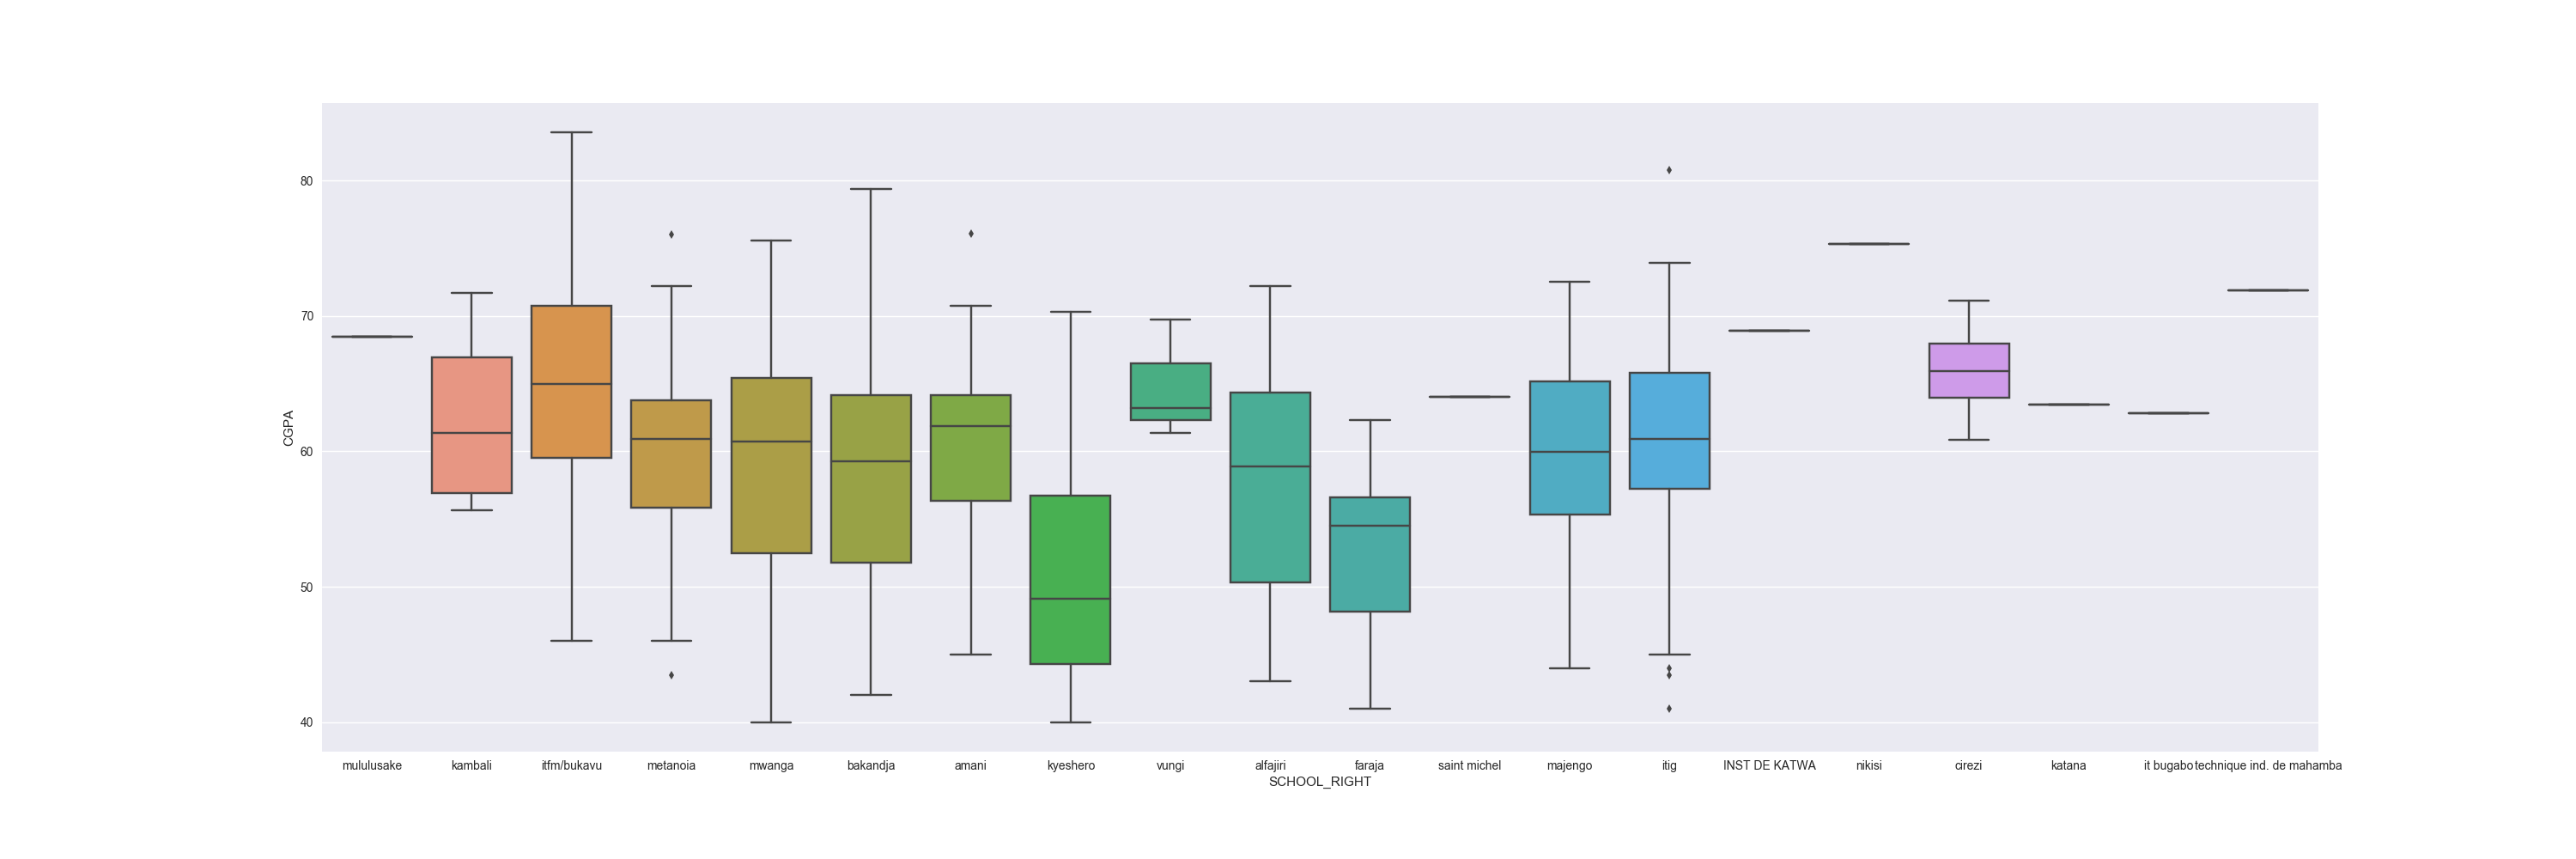 CGPA
80
70
60
50
40
mululusake kambali itfm/bukavu metanoia mwanga bakandja amani kyeshero vungi alfajiri faraja saint michel majengo itig INST DE KATWA nikisi cirezi katana it bugabo technique ind. de mahamba
SCHOOL_RIGHT